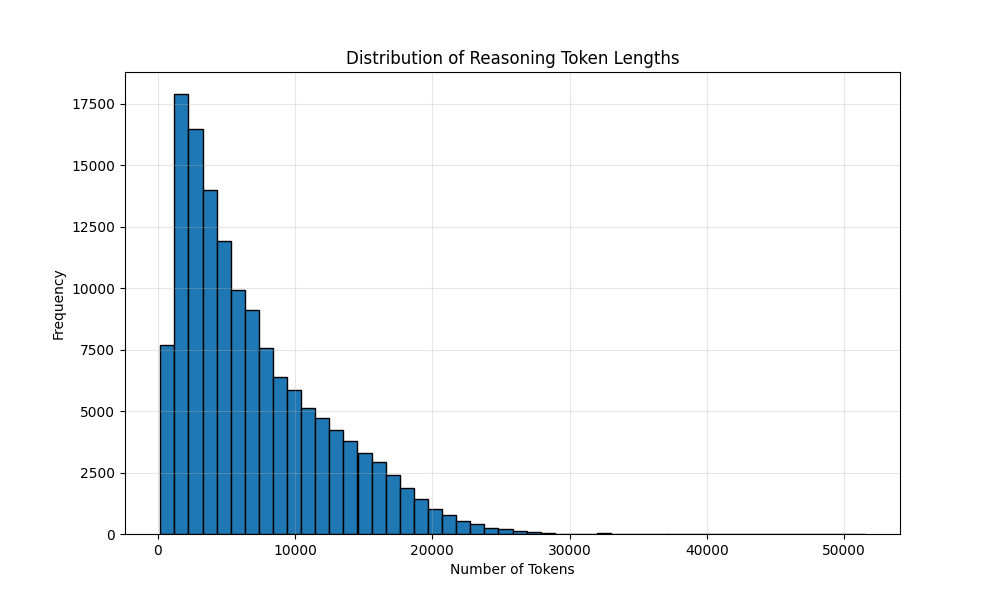 Distribution of Reasoning Token Lengths
17500
15000
12500
10000
7500
5000
2500
0
Frequency
0 10000 20000 30000 40000 50000
Number of Tokens